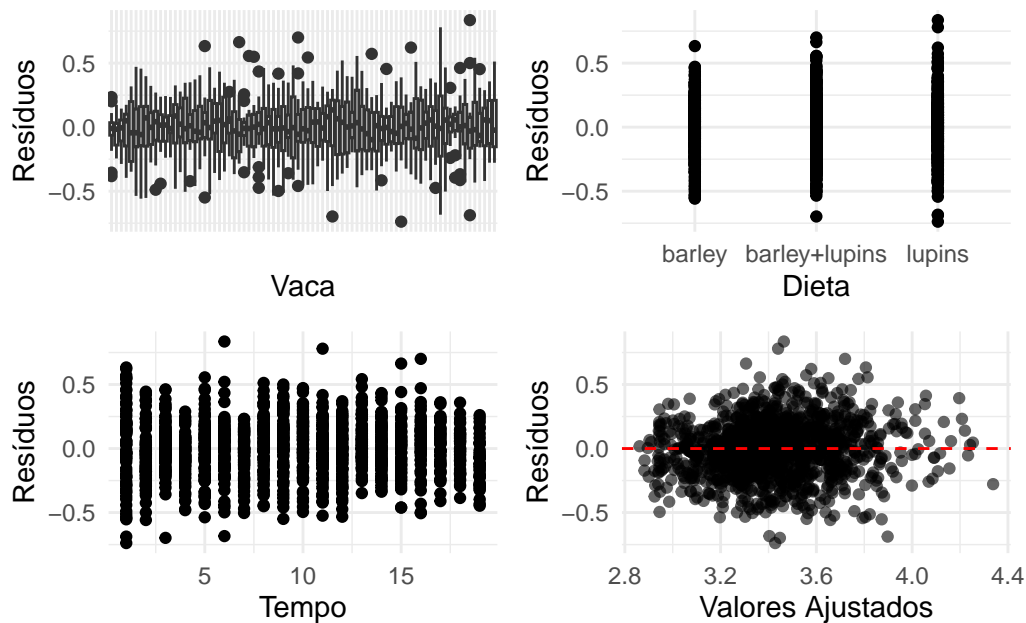 Resíduos
0.5
0.0
−0.5
Vaca
Resíduos
0.5
0.0
−0.5
barley barley+lupins lupins
Dieta
Resíduos
0.5
0.0
−0.5
5 10 15
Tempo
Resíduos
0.5
0.0
−0.5
2.8 3.2 3.6 4.0 4.4
Valores Ajustados